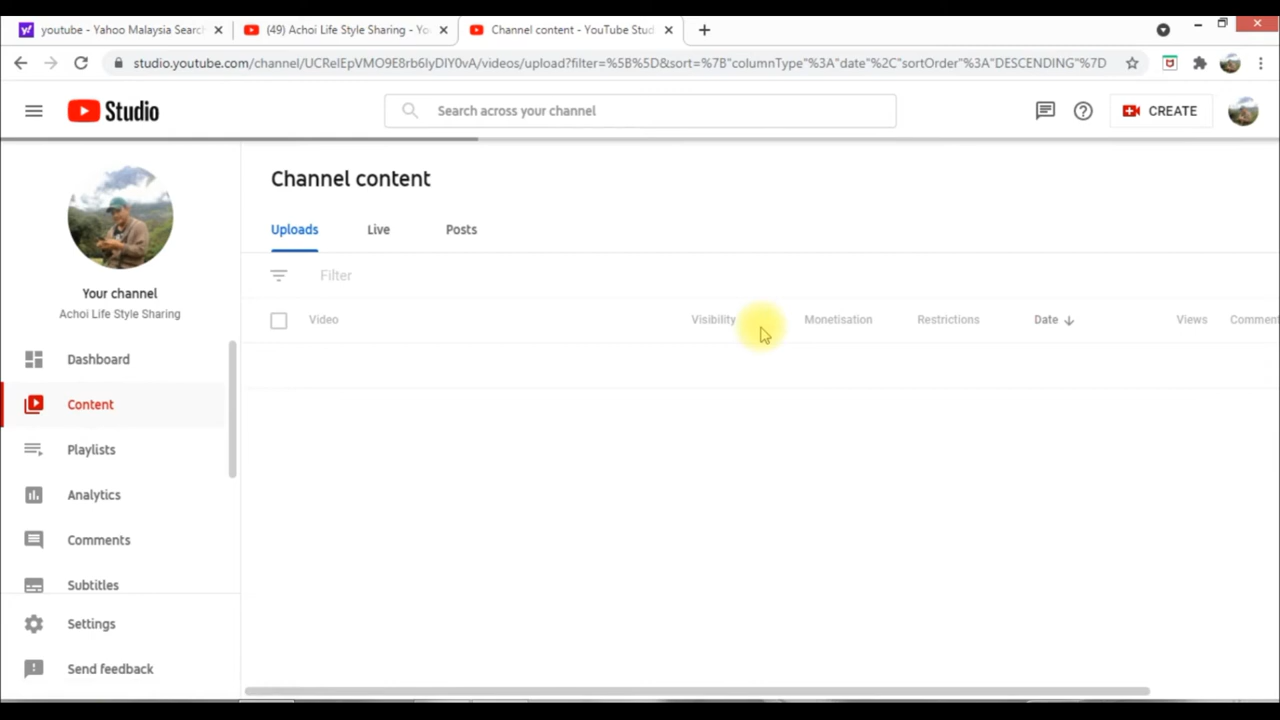 youtube - Yahoo Malaysia Search
(49) Achoi Life Style Sharing - Yo
Channel content - YouTube Stud
studio.youtube.com/channel/UCReIEpVMO9E8rb6IyDIY0vw/videos/upload?filter=%5B%5D&sort=%7B"columnType"%3A"date"%2C"sortOrder"%3A"DESCENDING"%7D
Studio
Search across your channel
CREATE
Your channel
Achoi Life Style Sharing
Dashboard
Content
Playlists
Analytics
Comments
Subtitles
Settings
Send feedback
Channel content
Uploads Live Posts
Filter
Video Visibility Monetisation Restrictions Date Views Comment